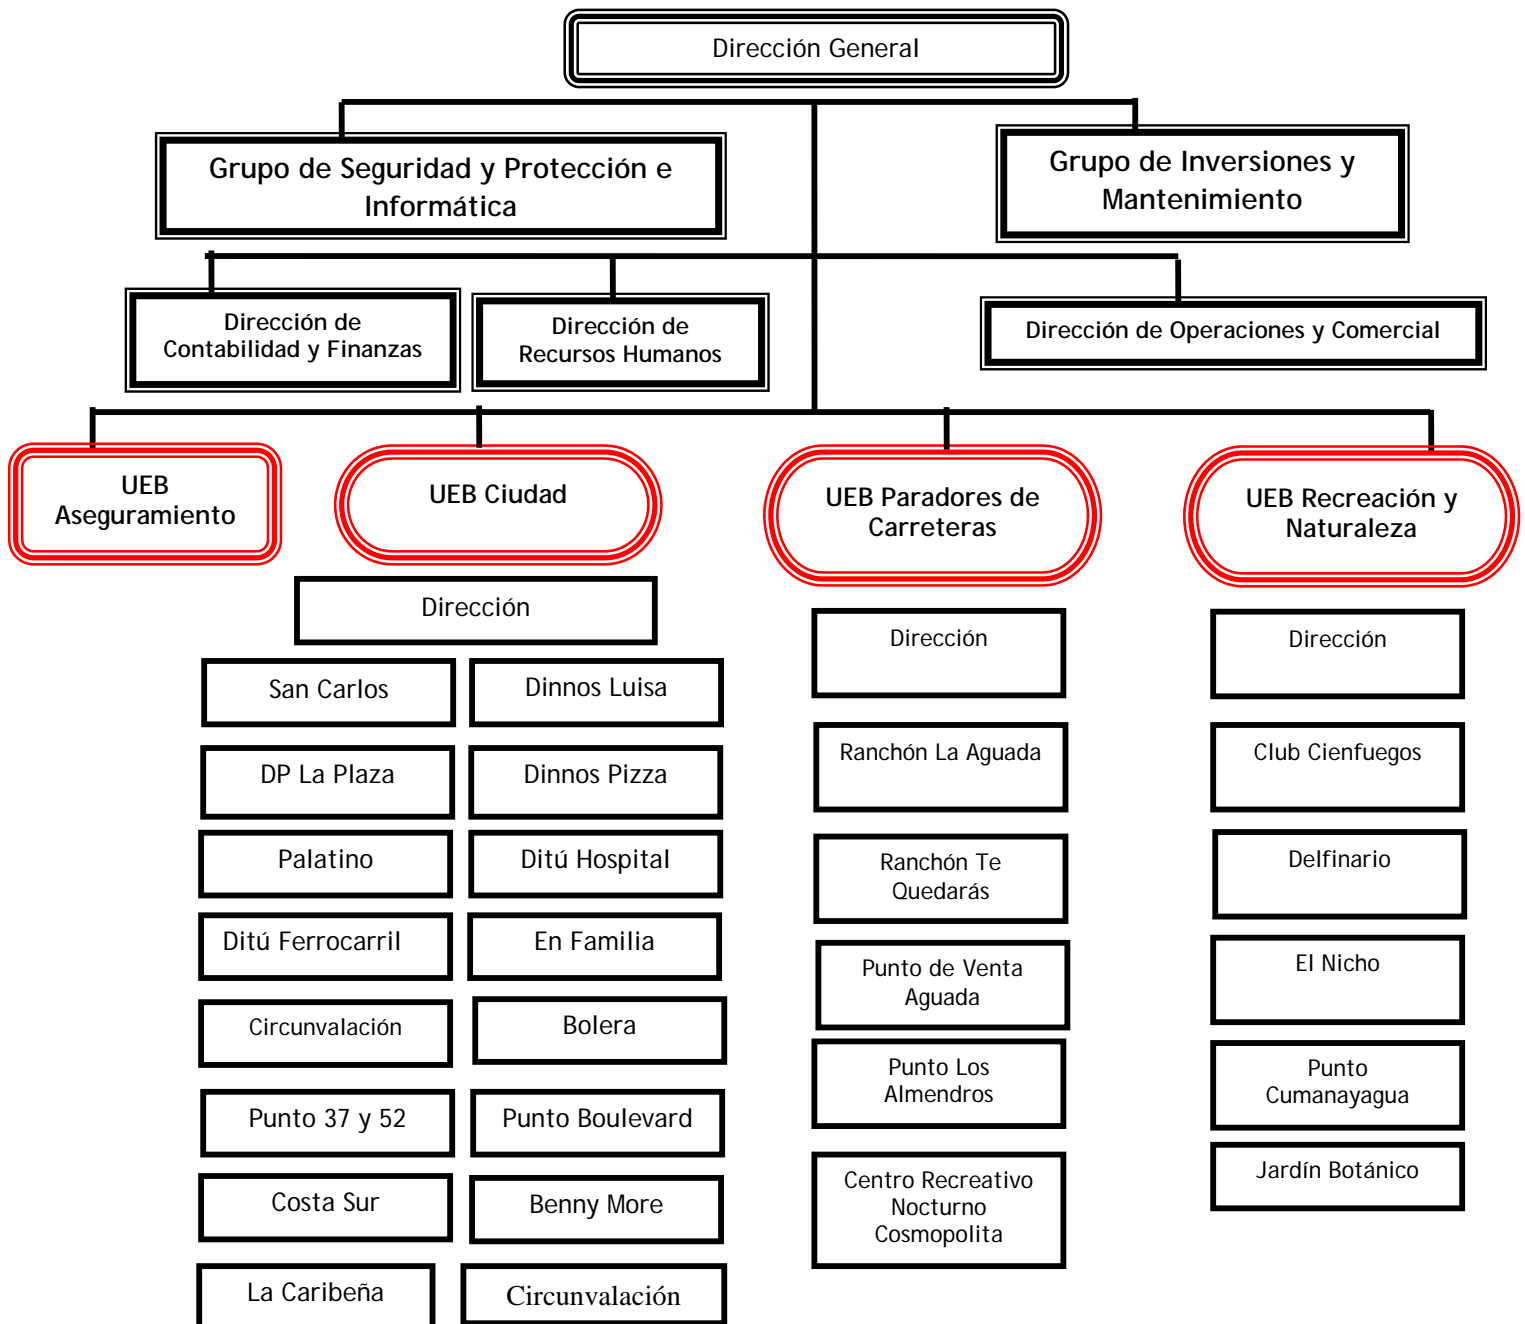 Dirección General
Grupo de Seguridad y Protección e
Informática
Grupo de Inversiones y
Mantenimiento
Dirección de
Contabilidad y Finanzas
Dirección de
Recursos Humanos
Dirección de Operaciones y Comercial
UEB
Aseguramiento
UEB Ciudad
UEB Paradores de
Carreteras
UEB Recreación y
Naturaleza
Dirección
San Carlos
Dinnos Luisa
DP La Plaza
Dinnos Pizza
Palatino
Ditú Hospital
Ditú Ferrocarril
En Familia
Circunvalación
Bolera
Punto 37 y 52
Punto Boulevard
Costa Sur
Benny More
La Caribeña
Circunvalación
Dirección
Ranchón La Aguada
Ranchón Te
Quedarás
Punto de Venta
Aguada
Punto Los
Almendros
Centro Recreativo
Nocturno
Cosmopolita
Dirección
Club Cienfuegos
Delfinario
El Nicho
Punto
Cumanayagua
Jardín Botánico